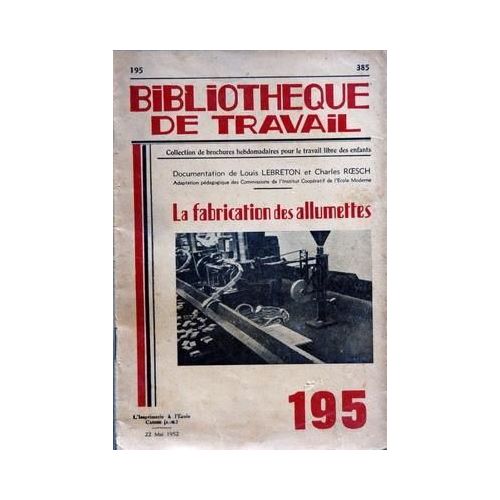 195 385
BIBLIOTHEQUE
DE TRAVAIL
Collection de brochures hebdomadaires pour le travail libre des enfants
Documentation de Louis LEBRETON et Charles RŒSCH
Adaptation pédagogique des Commissions de l'Institut Coopératif de l'École Moderne
La fabrication des allumettes
195
L'Imprimerie à l'Ecole
CANNES (A.-M.)
22 Mai 1952